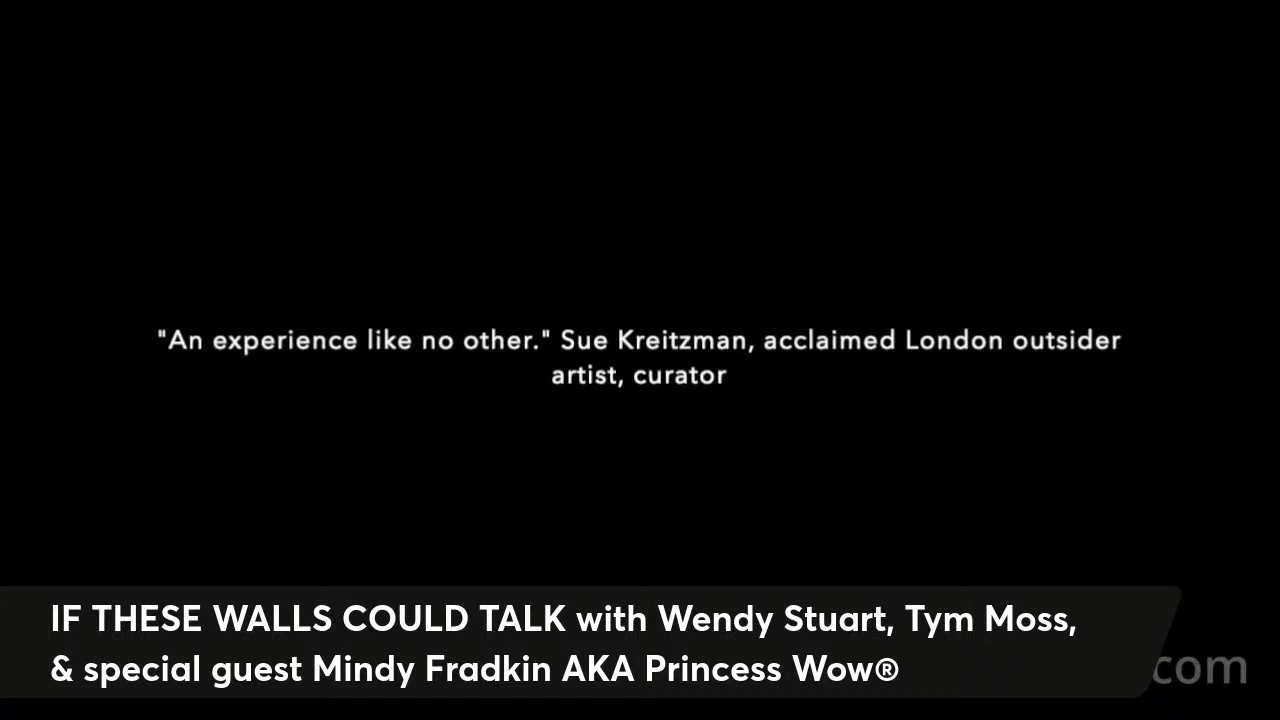 "An experience like no other." Sue Kreitzman, acclaimed London outsider
artist, curator
IF THESE WALLS COULD TALK with Wendy Stuart, Tym Moss,
& special guest Mindy Fradkin AKA Princess Wow®
.com